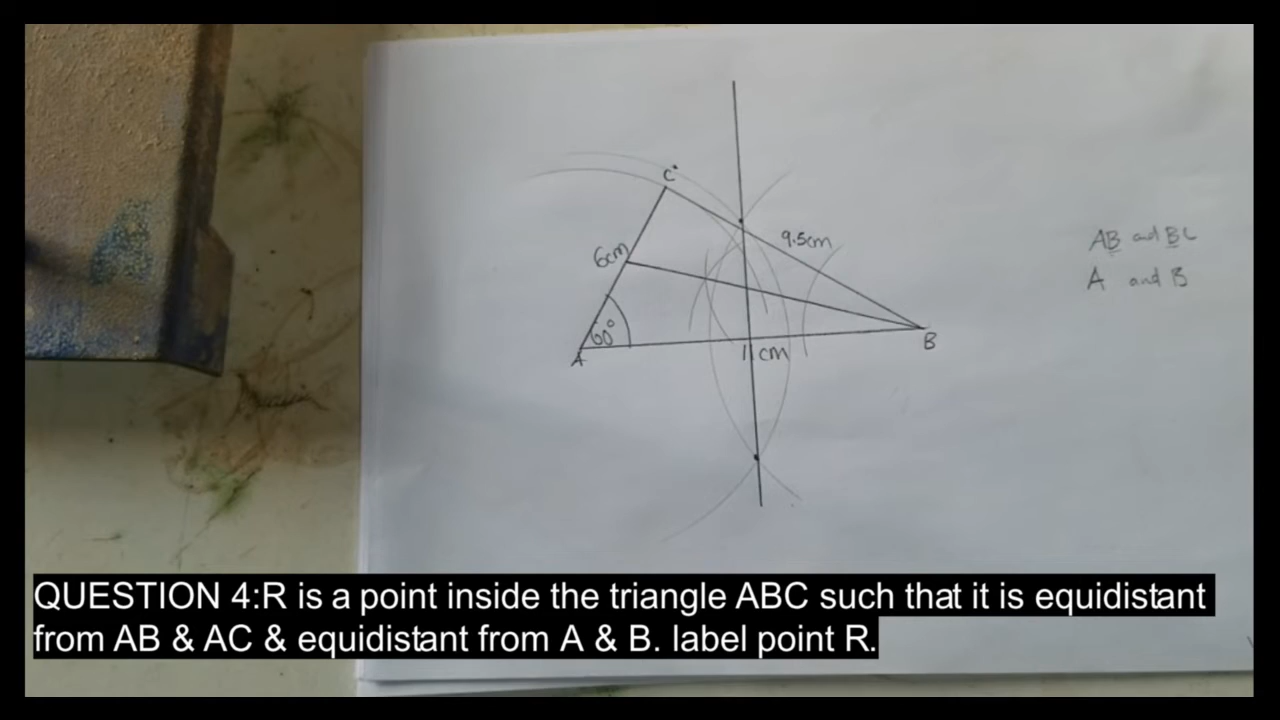 C
6cm
9.5cm
60°
A
11cm
B
AB and BC
A and B
QUESTION 4:R is a point inside the triangle ABC such that it is equidistant
from AB & AC & equidistant from A & B. label point R.